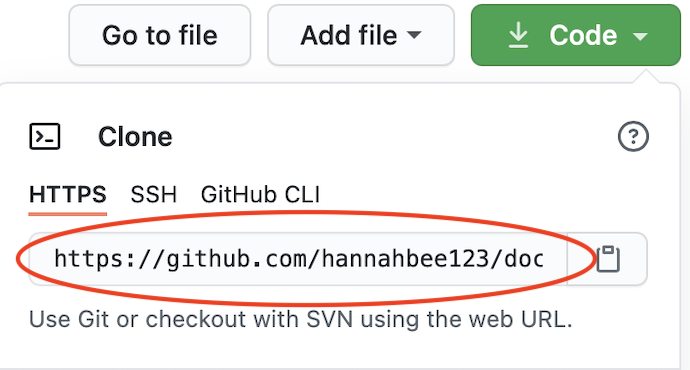 Go to file Add file Code
Clone
HTTPS SSH GitHub CLI
https://github.com/hannahbee123/doc
Use Git or checkout with SVN using the web URL.